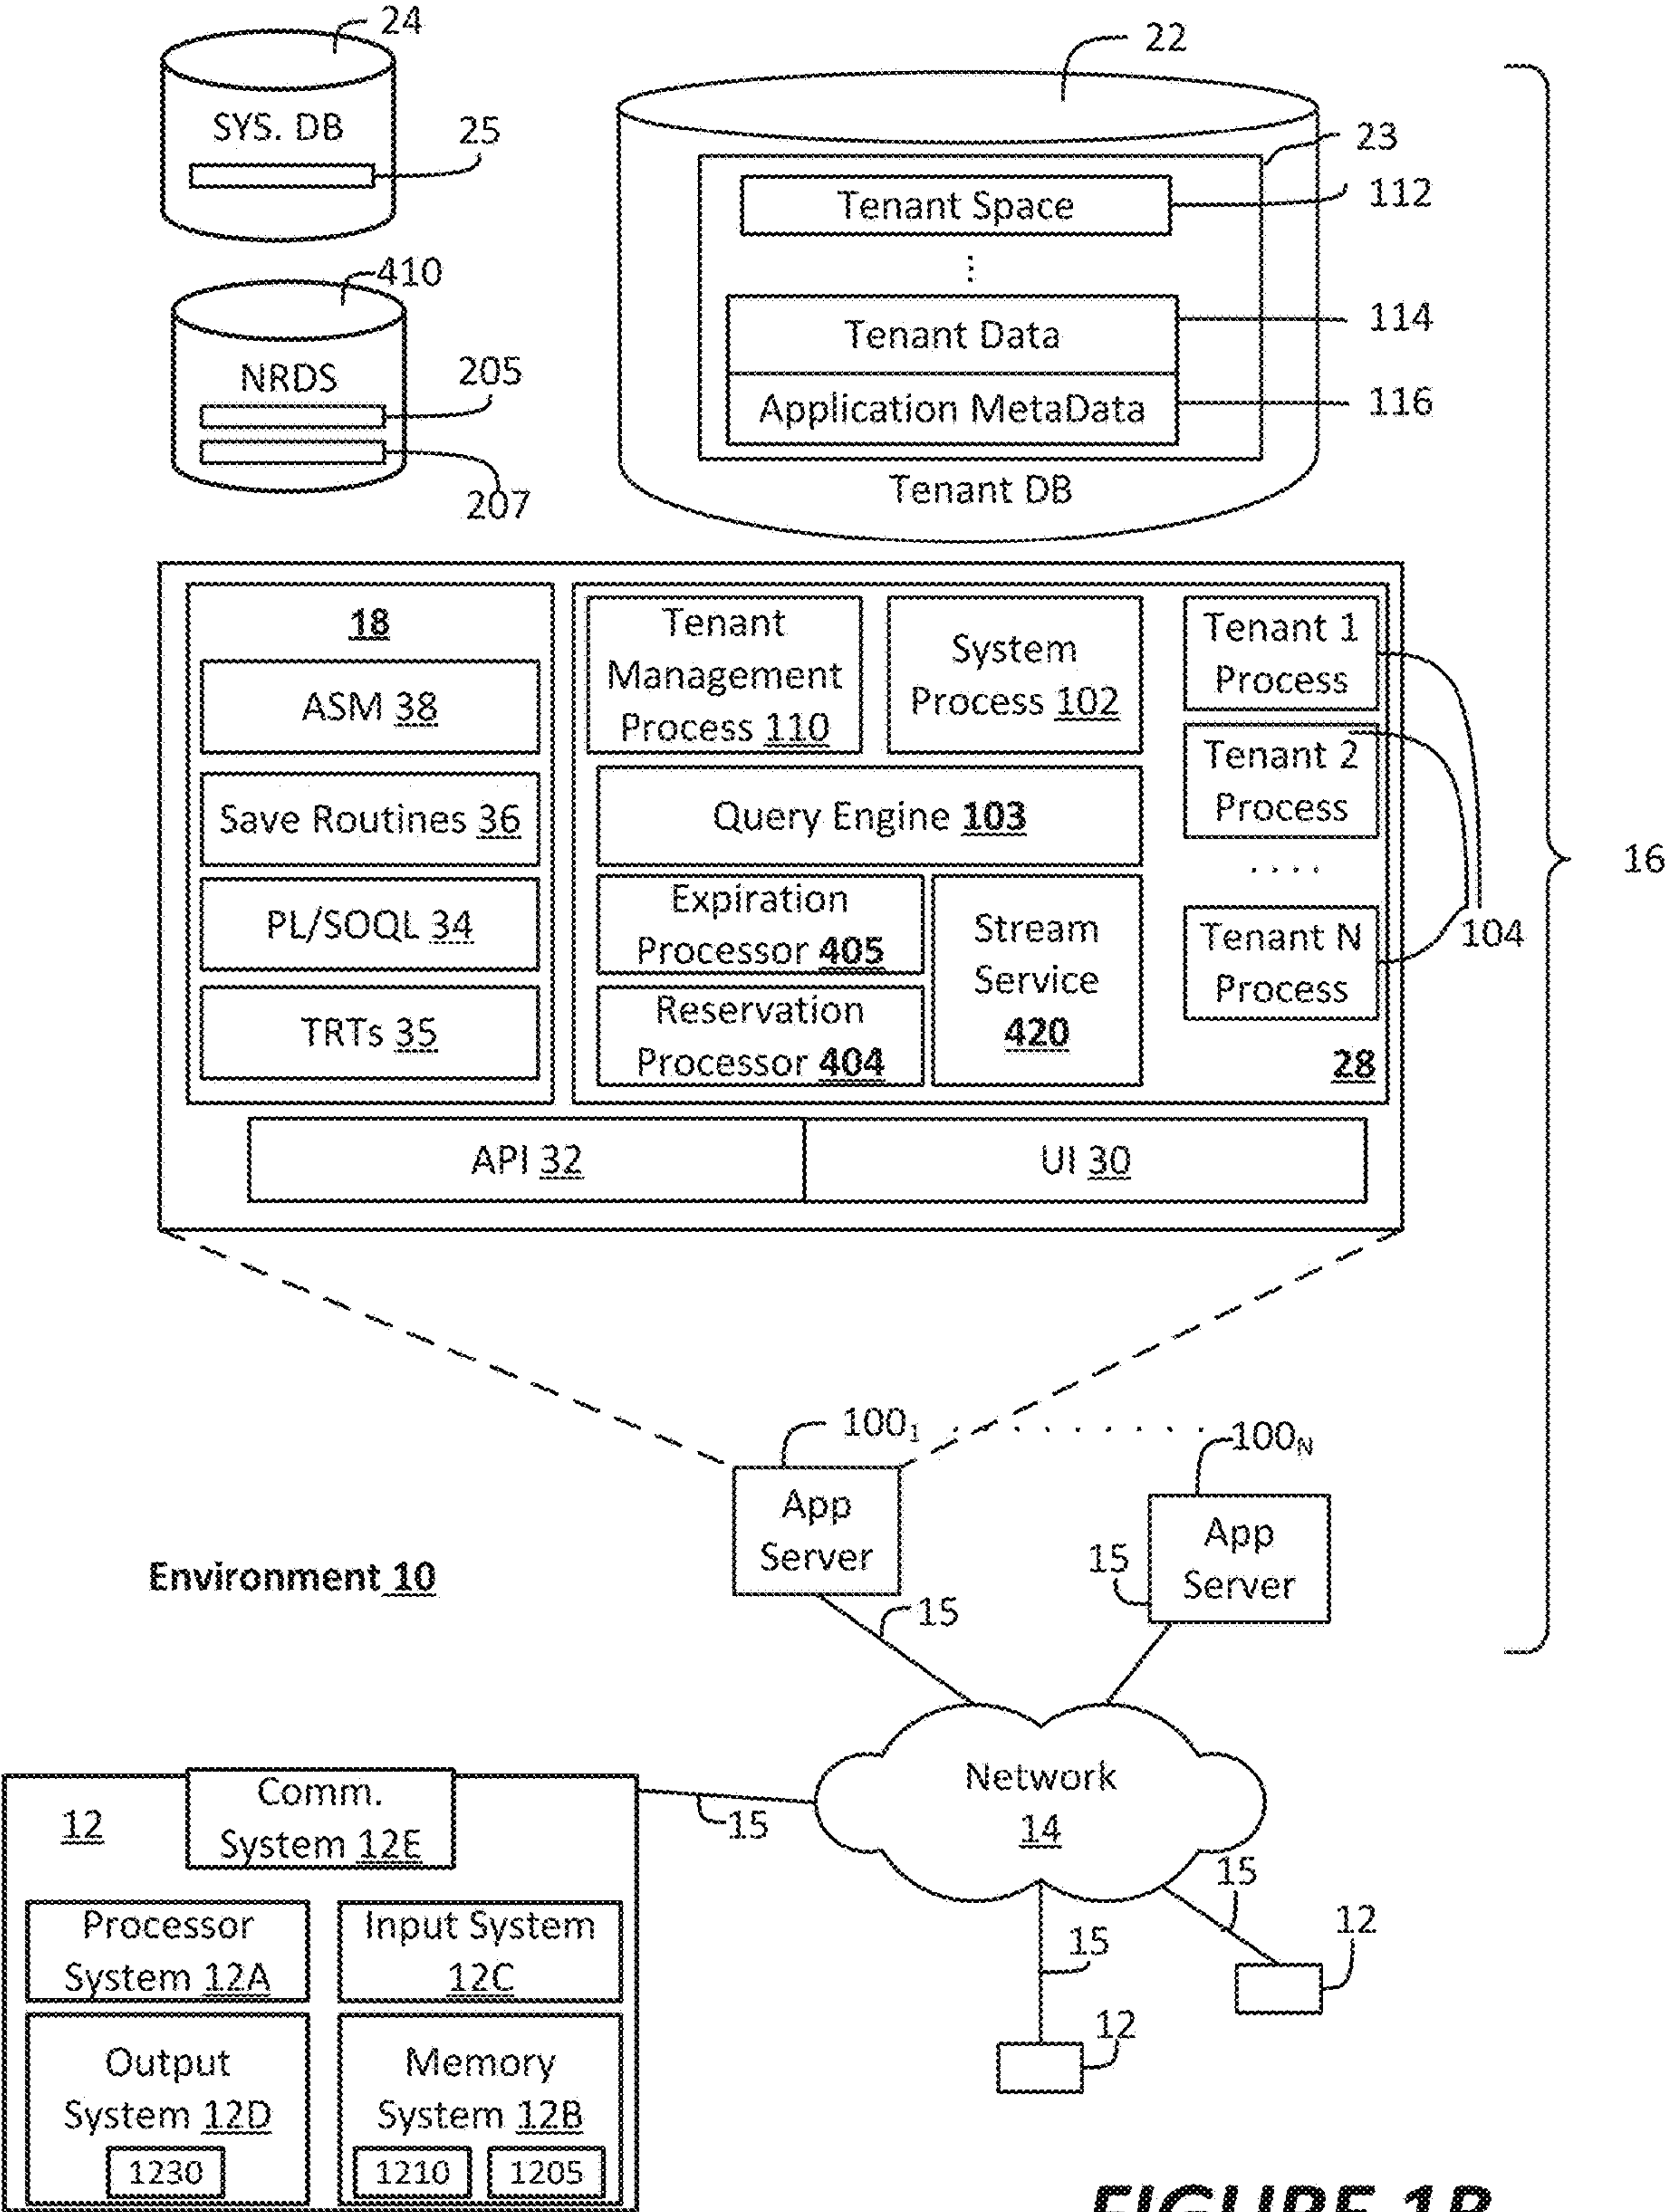 24
22
SYS. DB
25
23
Tenant Space
112
410
⋮
Tenant Data
114
NRDS
205
Application MetaData
116
207
Tenant DB
18
ASM 38
Save Routines 36
PL/SOQL 34
TRTs 35
Tenant
Management
Process 110
System
Process 102
Query Engine 103
Expiration
Processor 405
Reservation
Processor 404
Stream
Service
420
Tenant 1
Process
Tenant 2
Process
. . . .
Tenant N
Process
28
104
16
API 32
UI 30
100₁
. . . . . . . .
100N
App
Server
App
Server
15
15
Environment 10
Network
14
15
15
15
12
12
12
Comm.
System 12E
Processor
System 12A
Input System
12C
Output
System 12D
1230
Memory
System 12B
1210
1205
FIGURE 1B